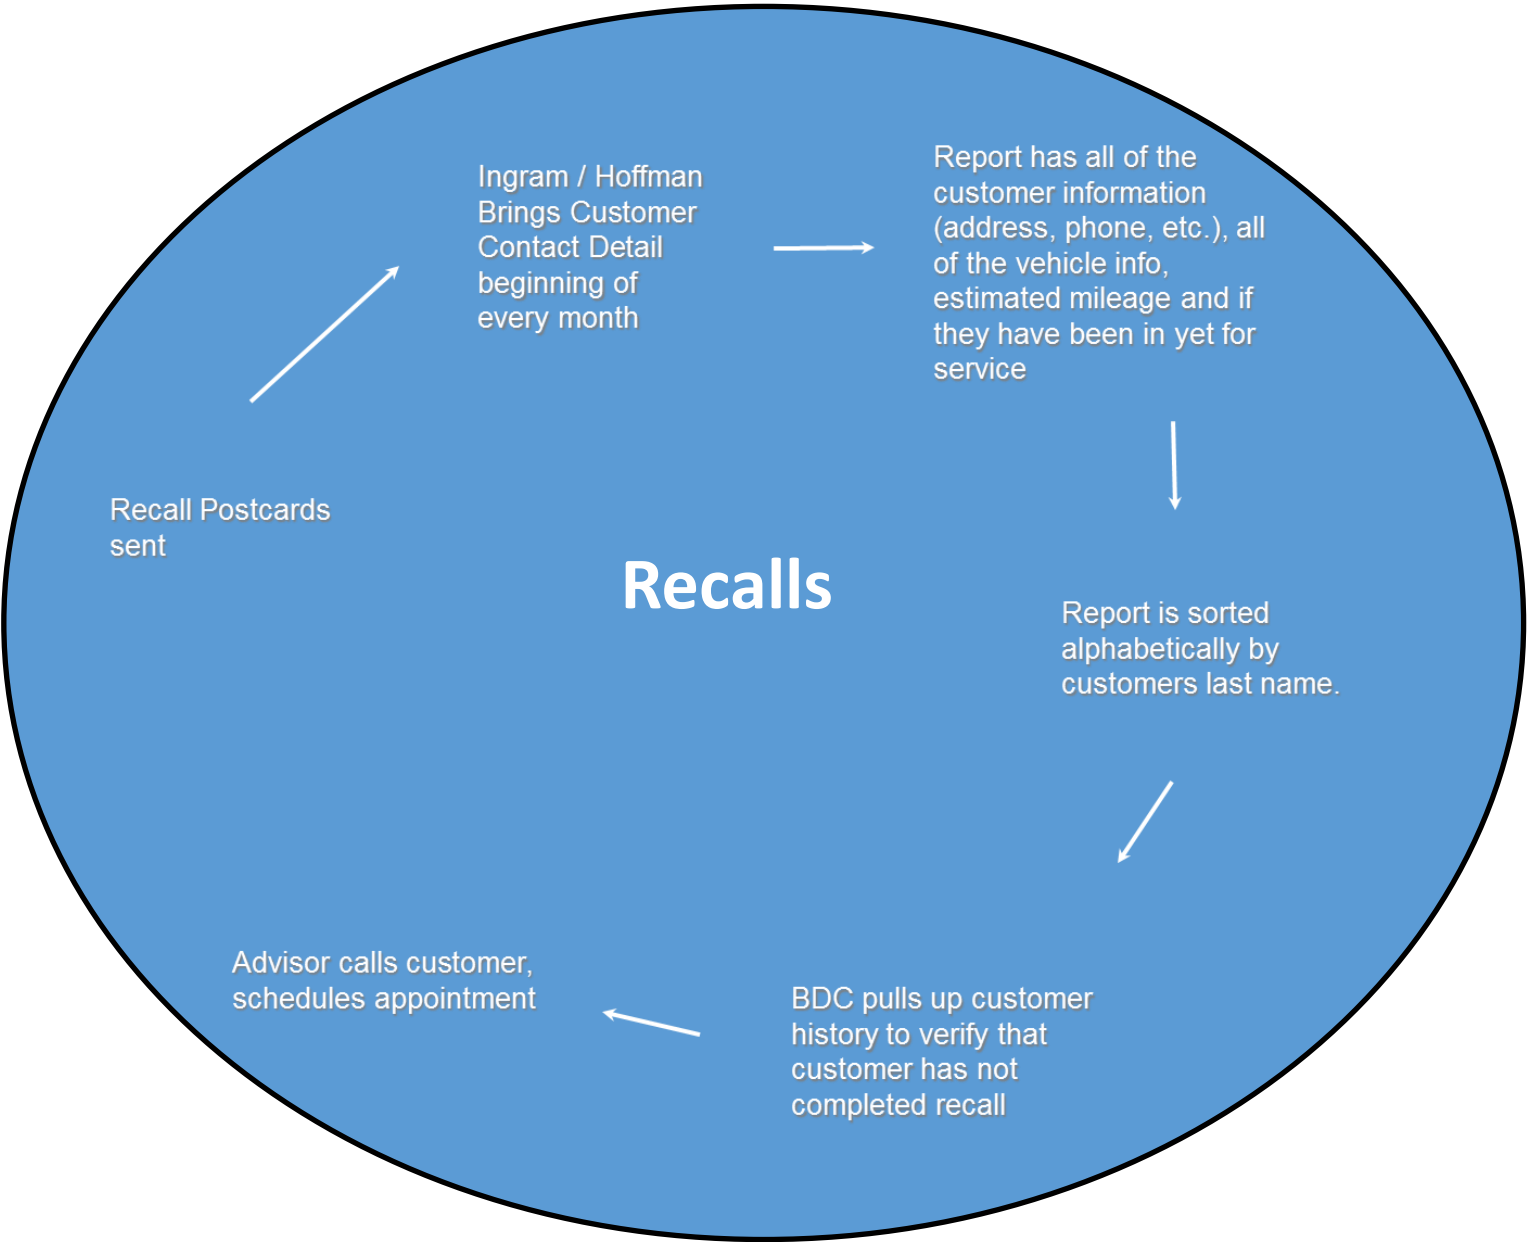 Recall Postcards
sent
Ingram / Hoffman
Brings Customer
Contact Detail
beginning of
every month
Report has all of the
customer information
(address, phone, etc.), all
of the vehicle info,
estimated mileage and if
they have been in yet for
service
Report is sorted
alphabetically by
customers last name.
BDC pulls up customer
history to verify that
customer has not
completed recall
Advisor calls customer,
schedules appointment
Recalls